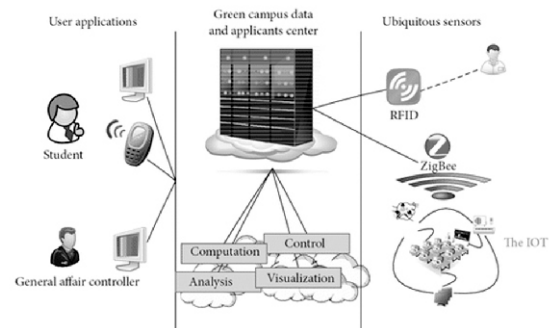 User applications
Green campus data
and applicants center
Ubiquitous sensors
Student
General affair controller
Computation
Control
Analysis
Visualization
RFID
Z
ZigBee
The IOT